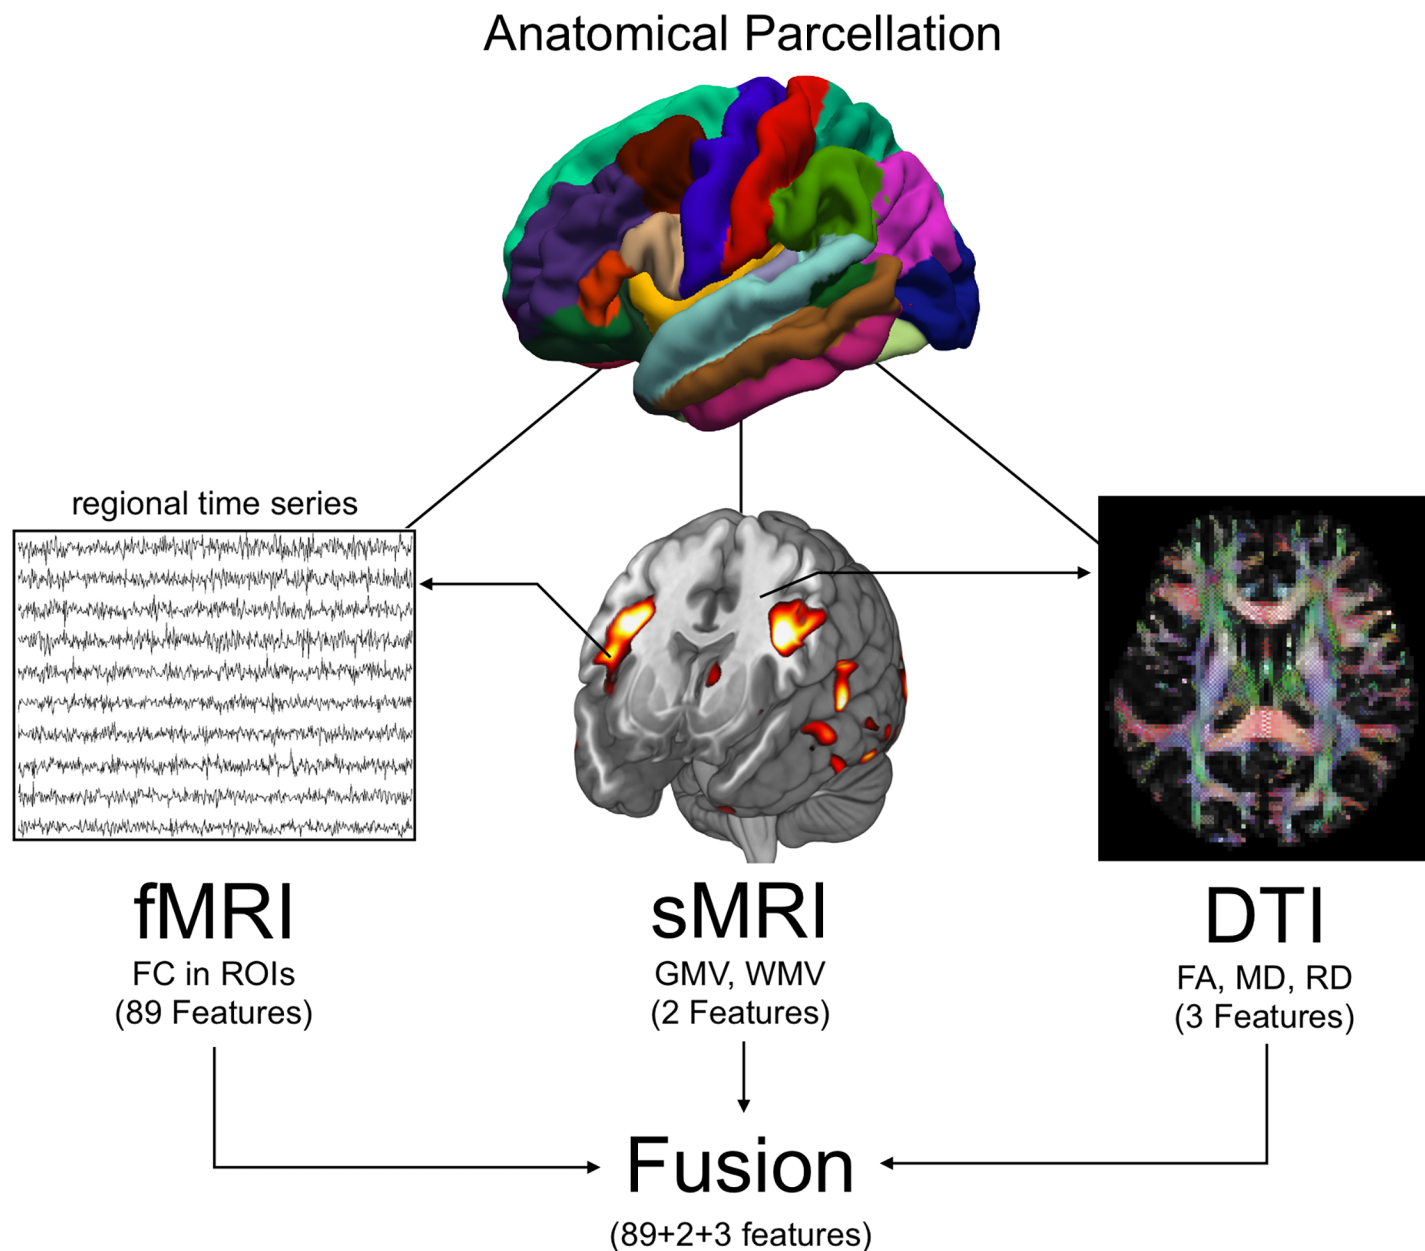 Anatomical Parcellation
regional time series
fMRI
FC in ROIs
(89 Features)
sMRI
GMV, WMV
(2 Features)
DTI
FA, MD, RD
(3 Features)
Fusion
(89+2+3 features)